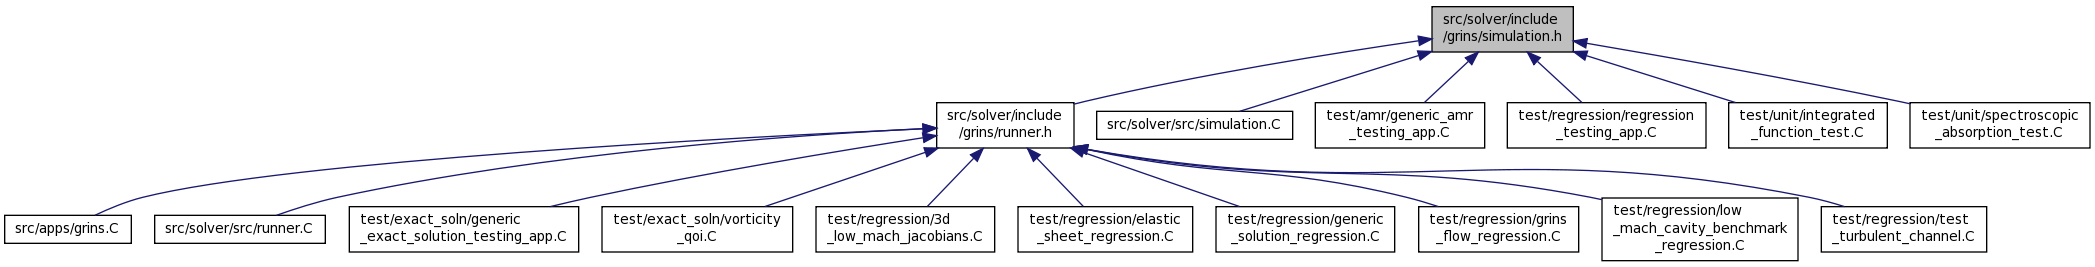 src/solver/include
/grins/simulation.h
src/solver/include
/grins/runner.h
src/solver/src/simulation.C
test/amr/generic_amr
_testing_app.C
test/regression/regression
_testing_app.C
test/unit/integrated
_function_test.C
test/unit/spectroscopic
_absorption_test.C
src/apps/grins.C
src/solver/src/runner.C
test/exact_soln/generic
_exact_solution_testing_app.C
test/exact_soln/vorticity
_qoi.C
test/regression/3d
_low_mach_jacobians.C
test/regression/elastic
_sheet_regression.C
test/regression/generic
_solution_regression.C
test/regression/grins
_flow_regression.C
test/regression/low
_mach_cavity_benchmark
_regression.C
test/regression/test
_turbulent_channel.C